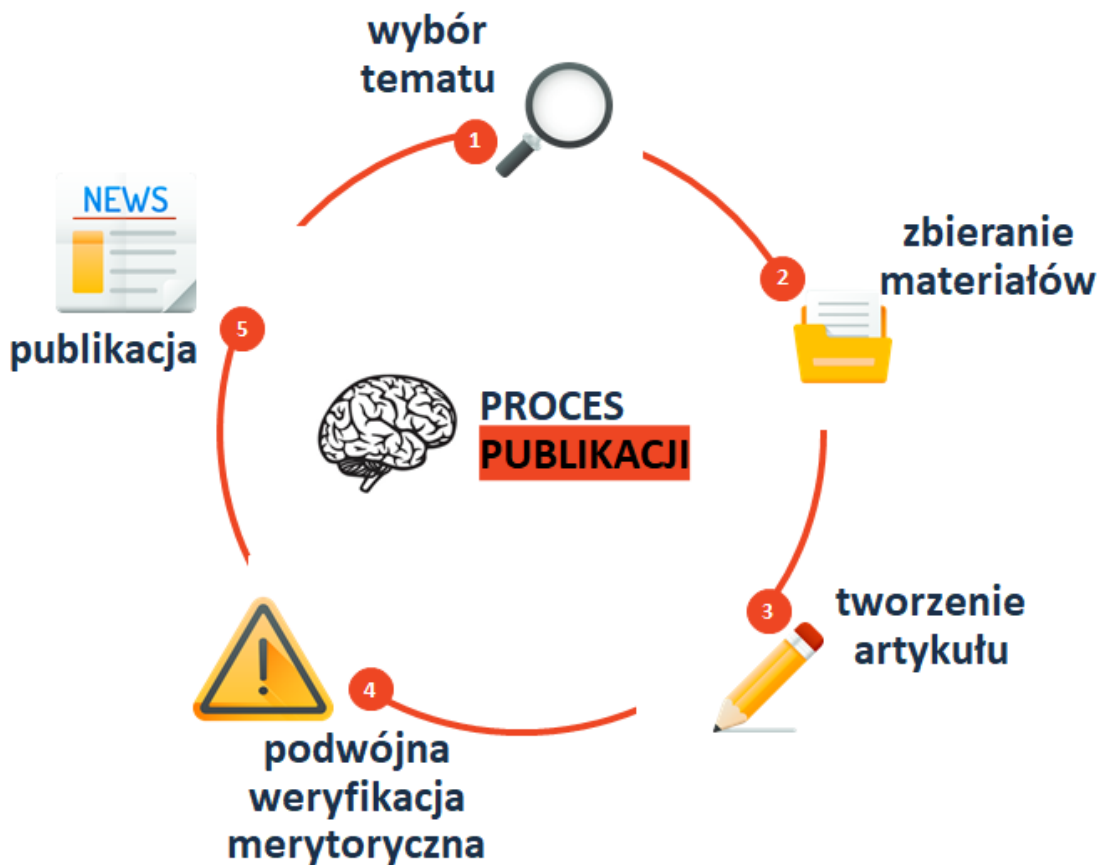 wybór
tematu
1
2
zbieranie
materiałów
NEWS
5
publikacja
PROCES
PUBLIKACJI
3
tworzenie
artykułu
4
podwójna
weryfikacja
merytoryczna